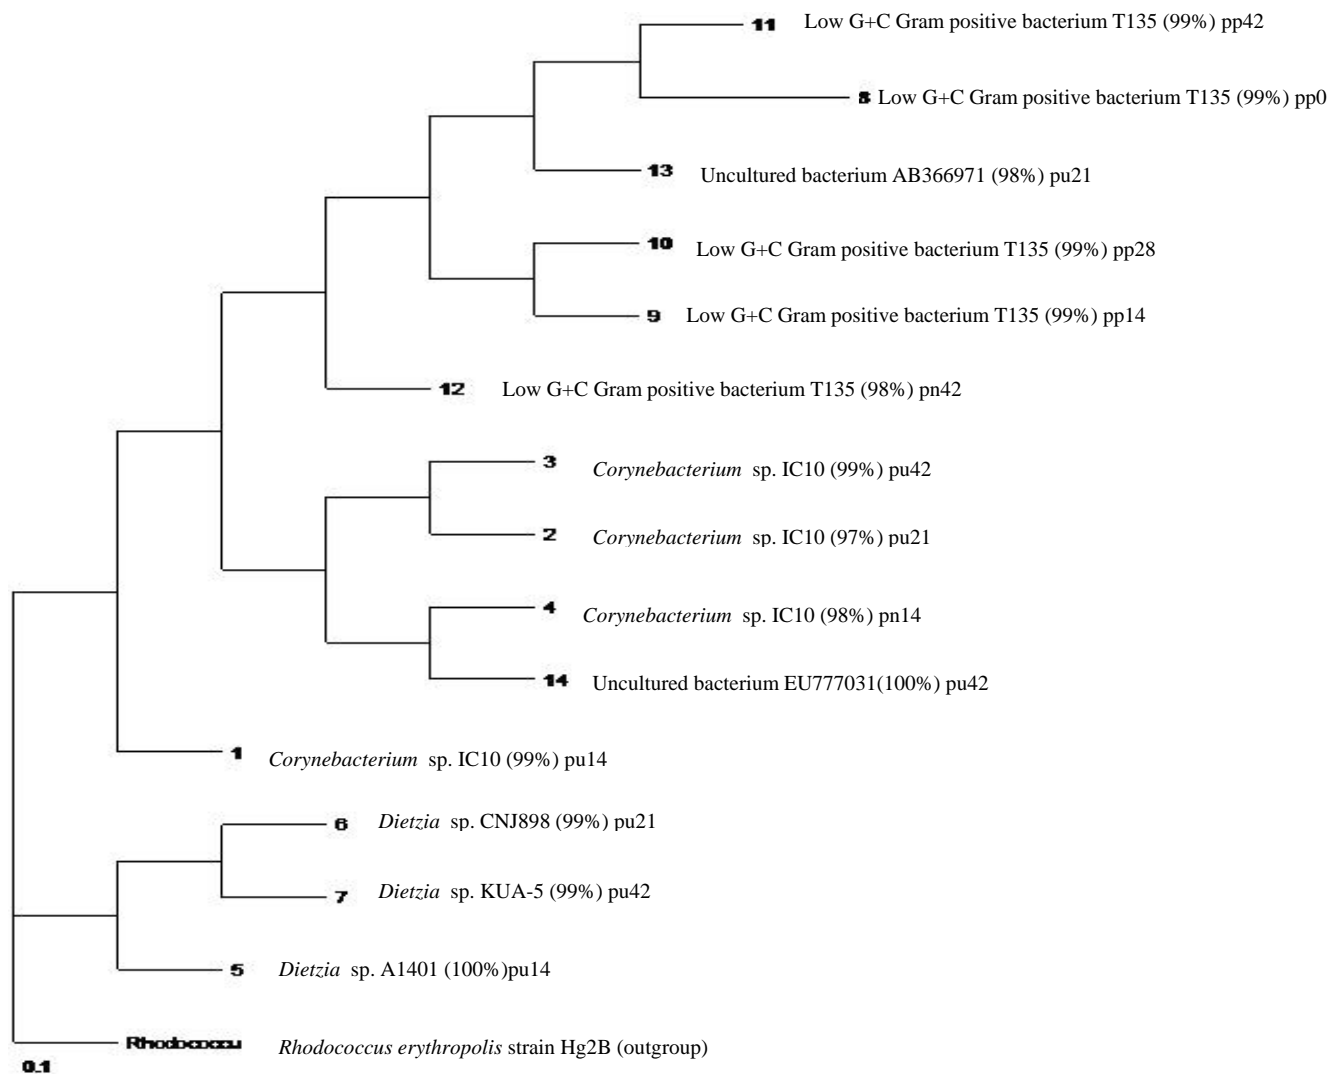 11 Low G+C Gram positive bacterium T135 (99%) pp42
8 Low G+C Gram positive bacterium T135 (99%) pp0
13 Uncultured bacterium AB366971 (98%) pu21
10 Low G+C Gram positive bacterium T135 (99%) pp28
9 Low G+C Gram positive bacterium T135 (99%) pp14
12 Low G+C Gram positive bacterium T135 (98%) pn42
3 Corynebacterium sp. IC10 (99%) pu42
2 Corynebacterium sp. IC10 (97%) pu21
4 Corynebacterium sp. IC10 (98%) pn14
14 Uncultured bacterium EU777031(100%) pu42
1 Corynebacterium sp. IC10 (99%) pu14
6 Dietzia sp. CNJ898 (99%) pu21
7 Dietzia sp. KUA-5 (99%) pu42
5 Dietzia sp. A1401 (100%)pu14
Rhodococcu Rhodococcus erythropolis strain Hg2B (outgroup)
0.1